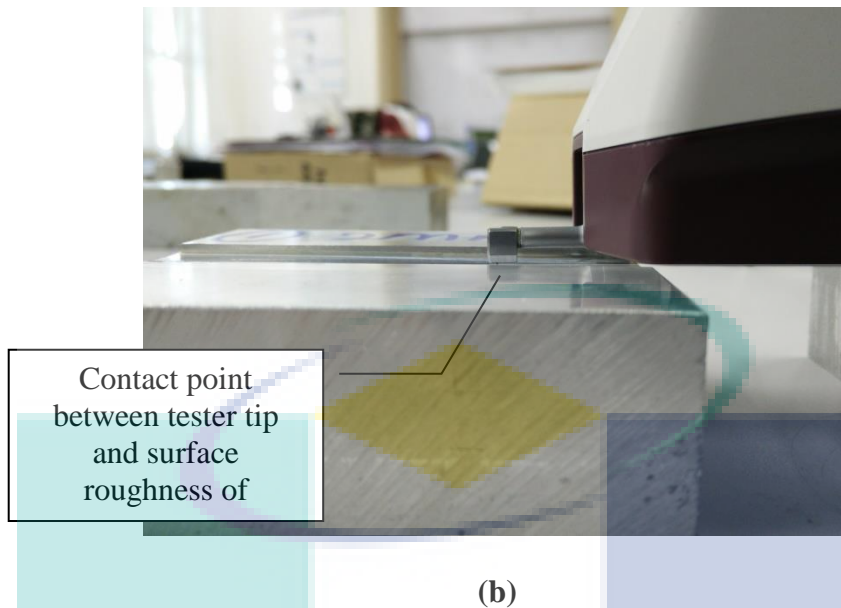 Contact point
between tester tip
and surface
roughness of
(b)